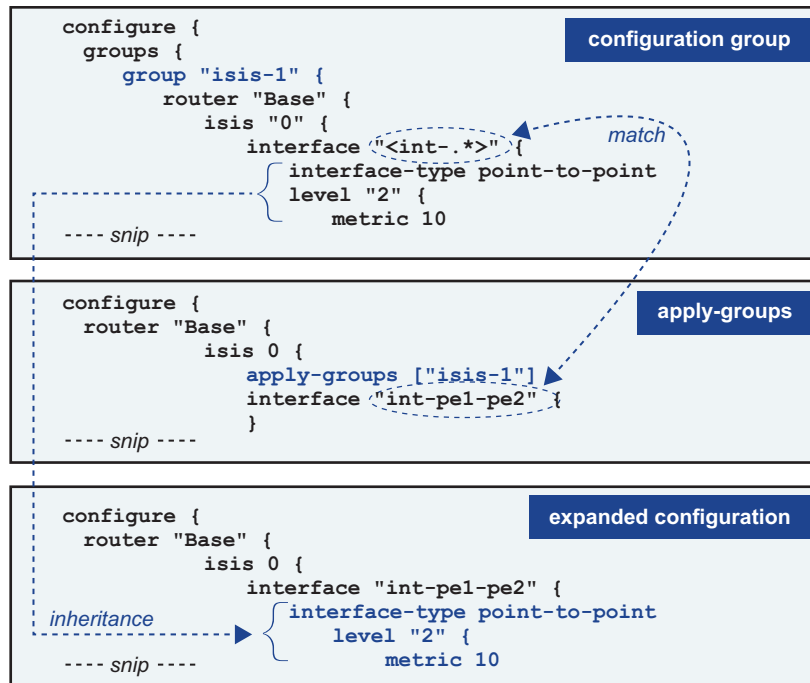 configure {
configuration group
groups {
group "isis-1" {
router "Base" {
isis "0" {
interface "<int-.*>" {
match
interface-type point-to-point
level "2" {
metric 10
---- snip ----
configure {
apply-groups
router "Base" {
isis 0 {
apply-groups ["isis-1"]
interface "int-pe1-pe2" {
}
---- snip ----
configure {
expanded configuration
router "Base" {
isis 0 {
interface "int-pe1-pe2" {
inheritance
interface-type point-to-point
level "2" {
metric 10
---- snip ----